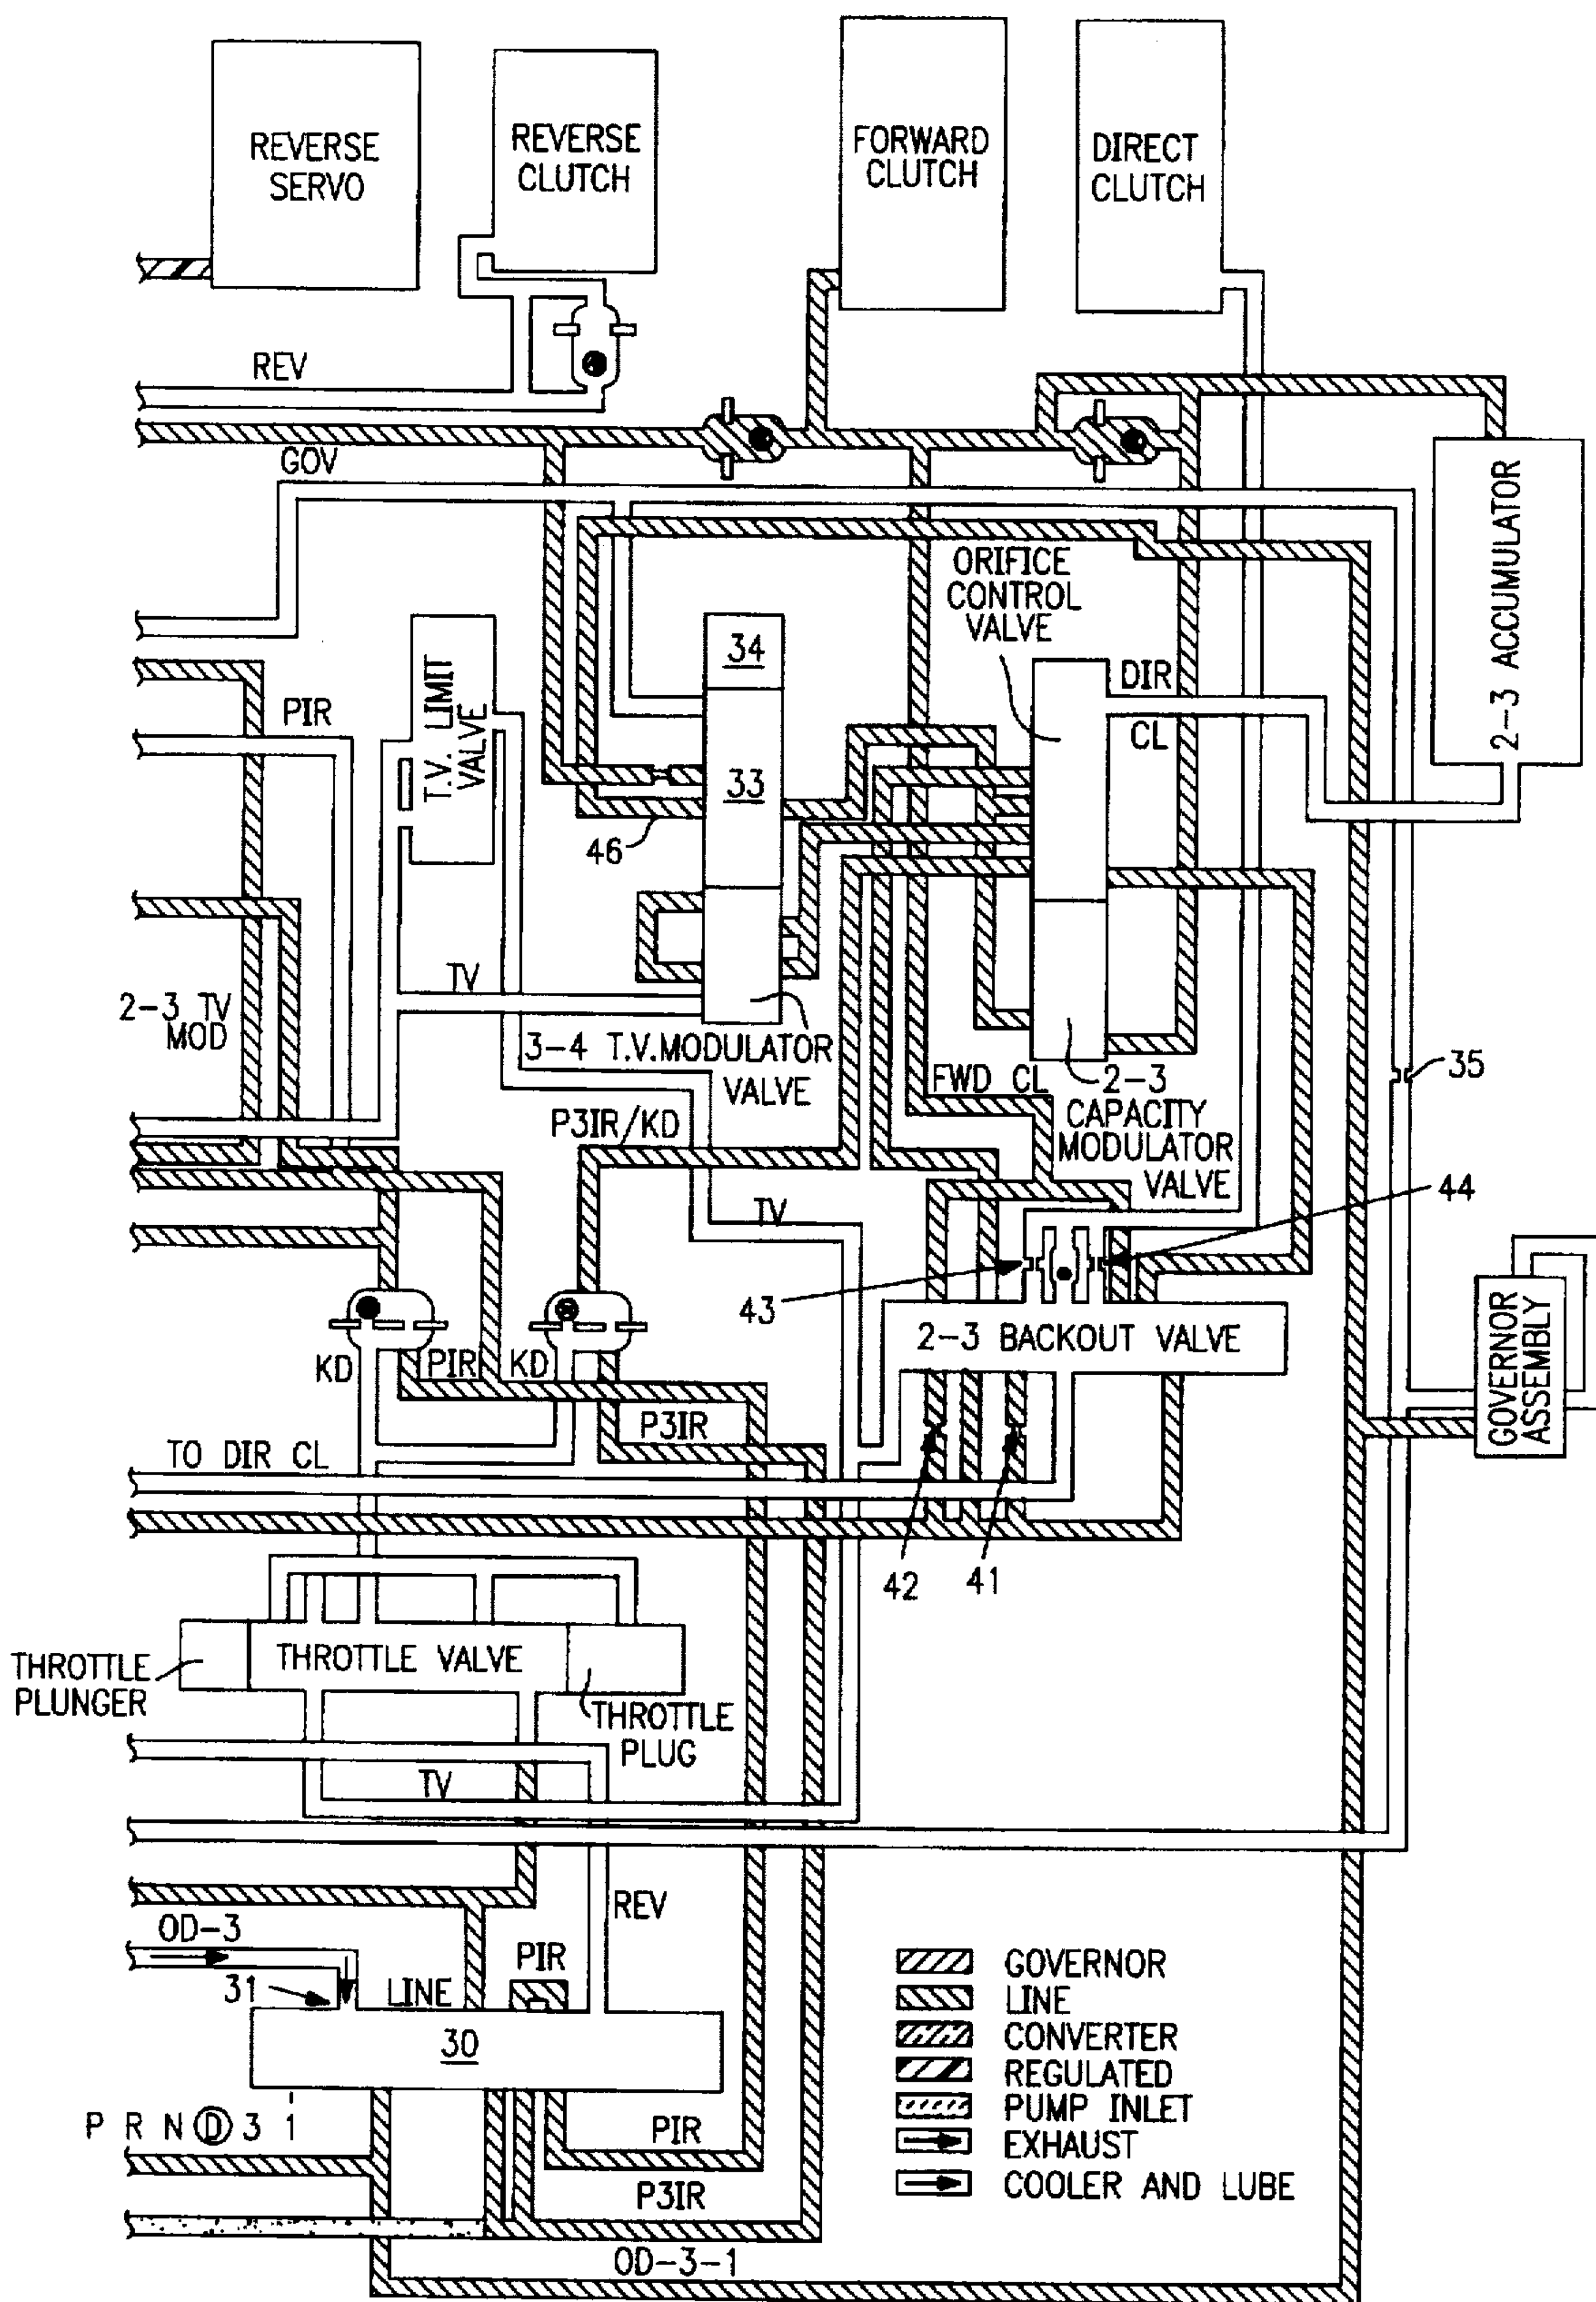 REVERSE
SERVO
REVERSE
CLUTCH
FORWARD
CLUTCH
DIRECT
CLUTCH
REV
GOV
2-3 ACCUMULATOR
ORIFICE
CONTROL
VALVE
34
T.V. LIMIT
VALVE
DIR
CL
PIR
33
46
TV
2-3 TV
MOD
3-4 T.V.MODULATOR
VALVE
FWD CL
2-3
CAPACITY
MODULATOR
VALVE
35
P3IR/KD
TV
44
43
2-3 BACKOUT VALVE
GOVERNOR
ASSEMBLY
KD
PIR
KD
P3IR
TO DIR CL
42
41
THROTTLE
PLUNGER
THROTTLE VALVE
THROTTLE
PLUG
TV
REV
OD-3
PIR
31
LINE
30
P R N D 3 1
PIR
P3IR
OD-3-1
GOVERNOR
LINE
CONVERTER
REGULATED
PUMP INLET
EXHAUST
COOLER AND LUBE